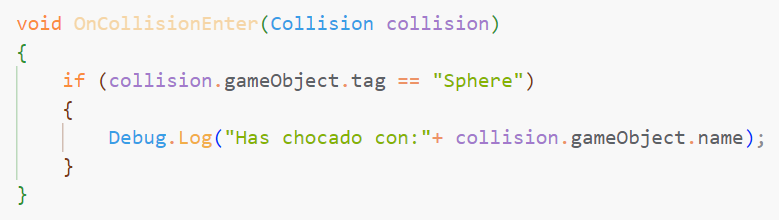 void OnCollisionEnter(Collision collision)
{
    if (collision.gameObject.tag == "Sphere")
    {
        Debug.Log("Has chocado con:"+ collision.gameObject.name);
    }
}